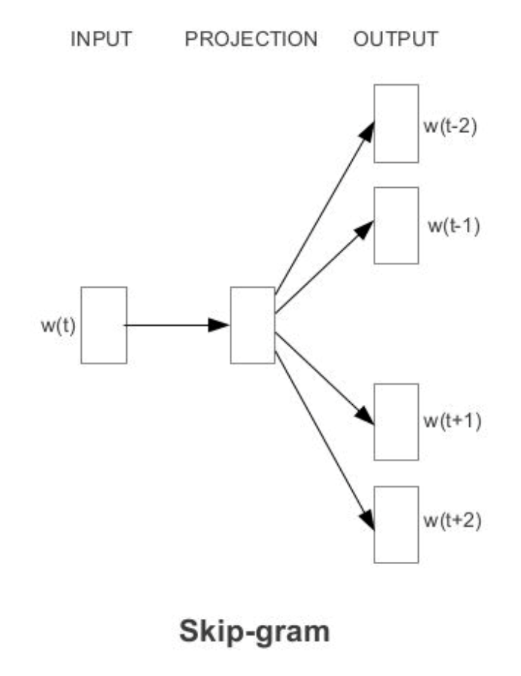 INPUT PROJECTION OUTPUT
w(t-2)
w(t-1)
w(t)
w(t+1)
w(t+2)
Skip-gram